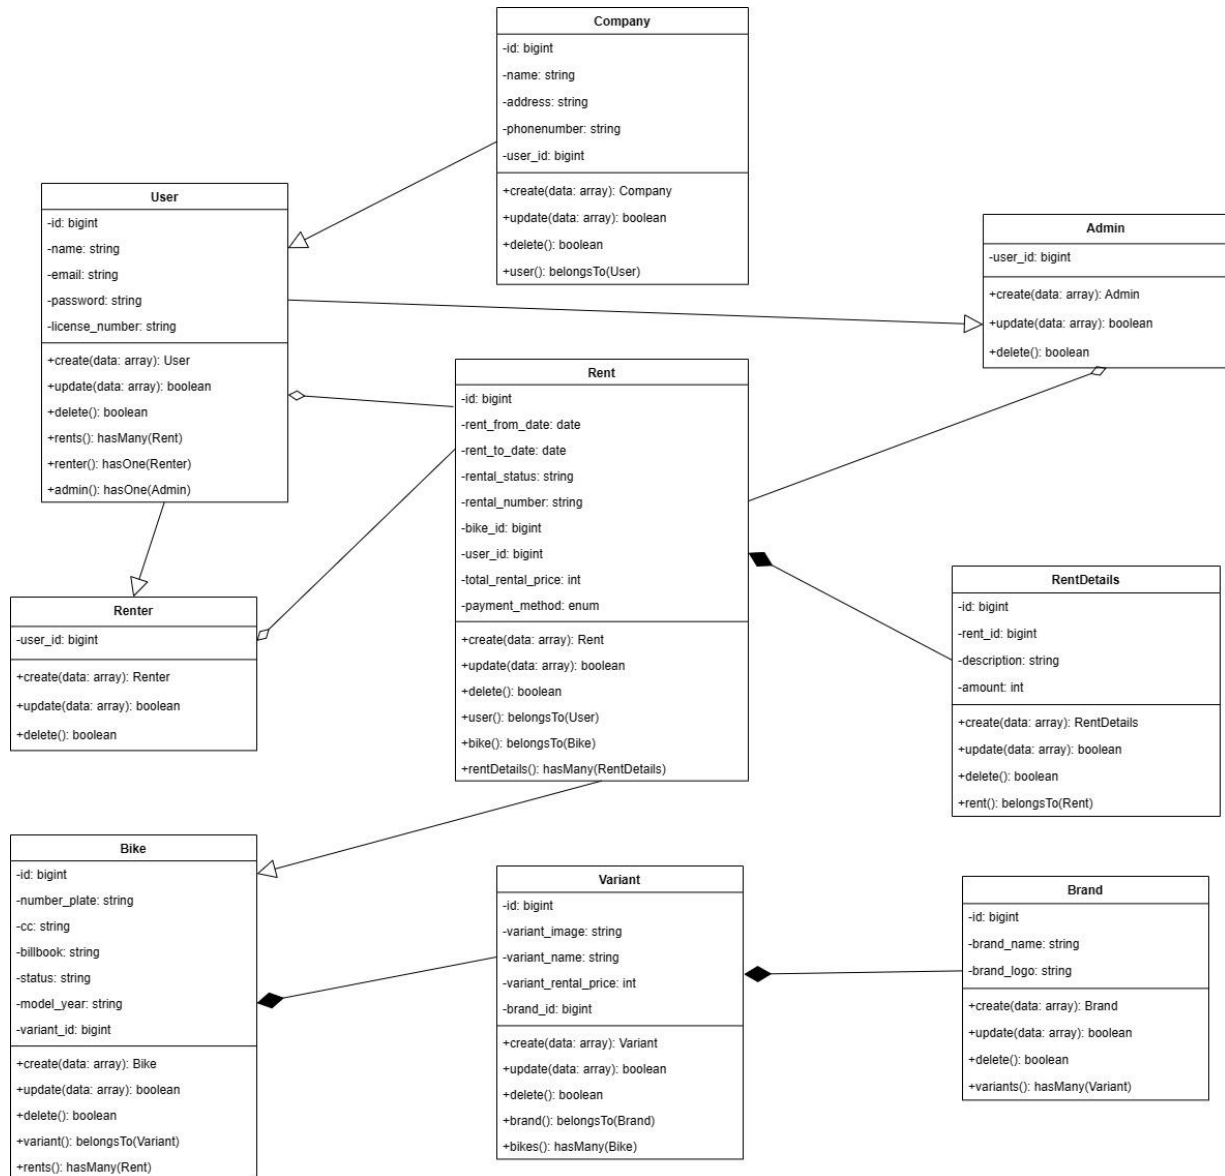 Company
-id: bigint
-name: string
-address: string
-phonenumber: string
-user_id: bigint
+create(data: array): Company
+update(data: array): boolean
+delete(): boolean
+user(): belongsTo(User)
User
-id: bigint
-name: string
-email: string
-password: string
-license_number: string
+create(data: array): User
+update(data: array): boolean
+delete(): boolean
+rents(): hasMany(Rent)
+renter(): hasOne(Renter)
+admin(): hasOne(Admin)
Admin
-user_id: bigint
+create(data: array): Admin
+update(data: array): boolean
+delete(): boolean
Rent
-id: bigint
-rent_from_date: date
-rent_to_date: date
-rental_status: string
-rental_number: string
-bike_id: bigint
-user_id: bigint
-total_rental_price: int
-payment_method: enum
+create(data: array): Rent
+update(data: array): boolean
+delete(): boolean
+user(): belongsTo(User)
+bike(): belongsTo(Bike)
+rentDetails(): hasMany(RentDetails)
RentDetails
-id: bigint
-rent_id: bigint
-description: string
-amount: int
+create(data: array): RentDetails
+update(data: array): boolean
+delete(): boolean
+rent(): belongsTo(Rent)
Renter
-user_id: bigint
+create(data: array): Renter
+update(data: array): boolean
+delete(): boolean
Bike
-id: bigint
-number_plate: string
-cc: string
-billbook: string
-status: string
-model_year: string
-variant_id: bigint
+create(data: array): Bike
+update(data: array): boolean
+delete(): boolean
+variant(): belongsTo(Variant)
+rents(): hasMany(Rent)
Variant
-id: bigint
-variant_image: string
-variant_name: string
-variant_rental_price: int
-brand_id: bigint
+create(data: array): Variant
+update(data: array): boolean
+delete(): boolean
+brand(): belongsTo(Brand)
+bikes(): hasMany(Bike)
Brand
-id: bigint
-brand_name: string
-brand_logo: string
+create(data: array): Brand
+update(data: array): boolean
+delete(): boolean
+variants(): hasMany(Variant)